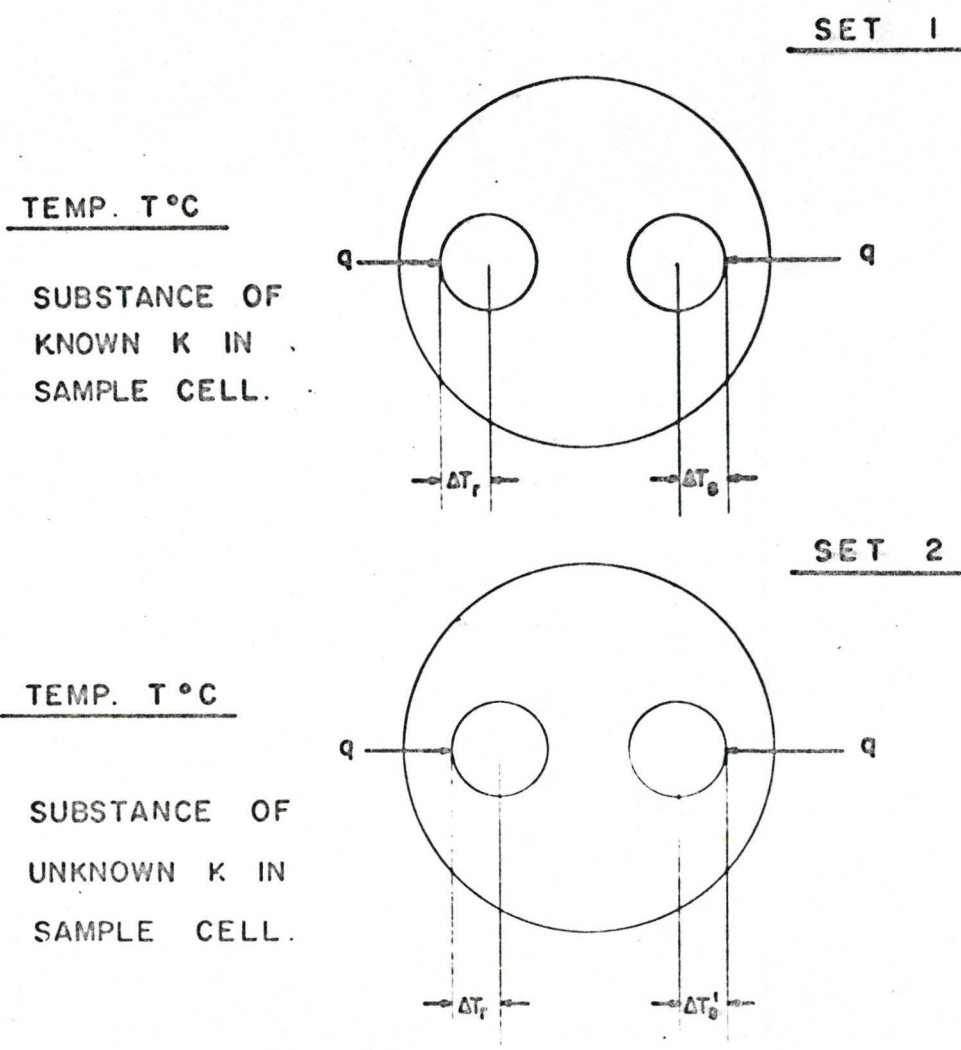 SET 1
TEMP. T°C
q
q
SUBSTANCE OF
KNOWN K IN
SAMPLE CELL.
ΔTᵣ
ΔTₛ
SET 2
TEMP. T°C
q
q
SUBSTANCE OF
UNKNOWN K IN
SAMPLE CELL.
ΔTᵣ
ΔTₛ'